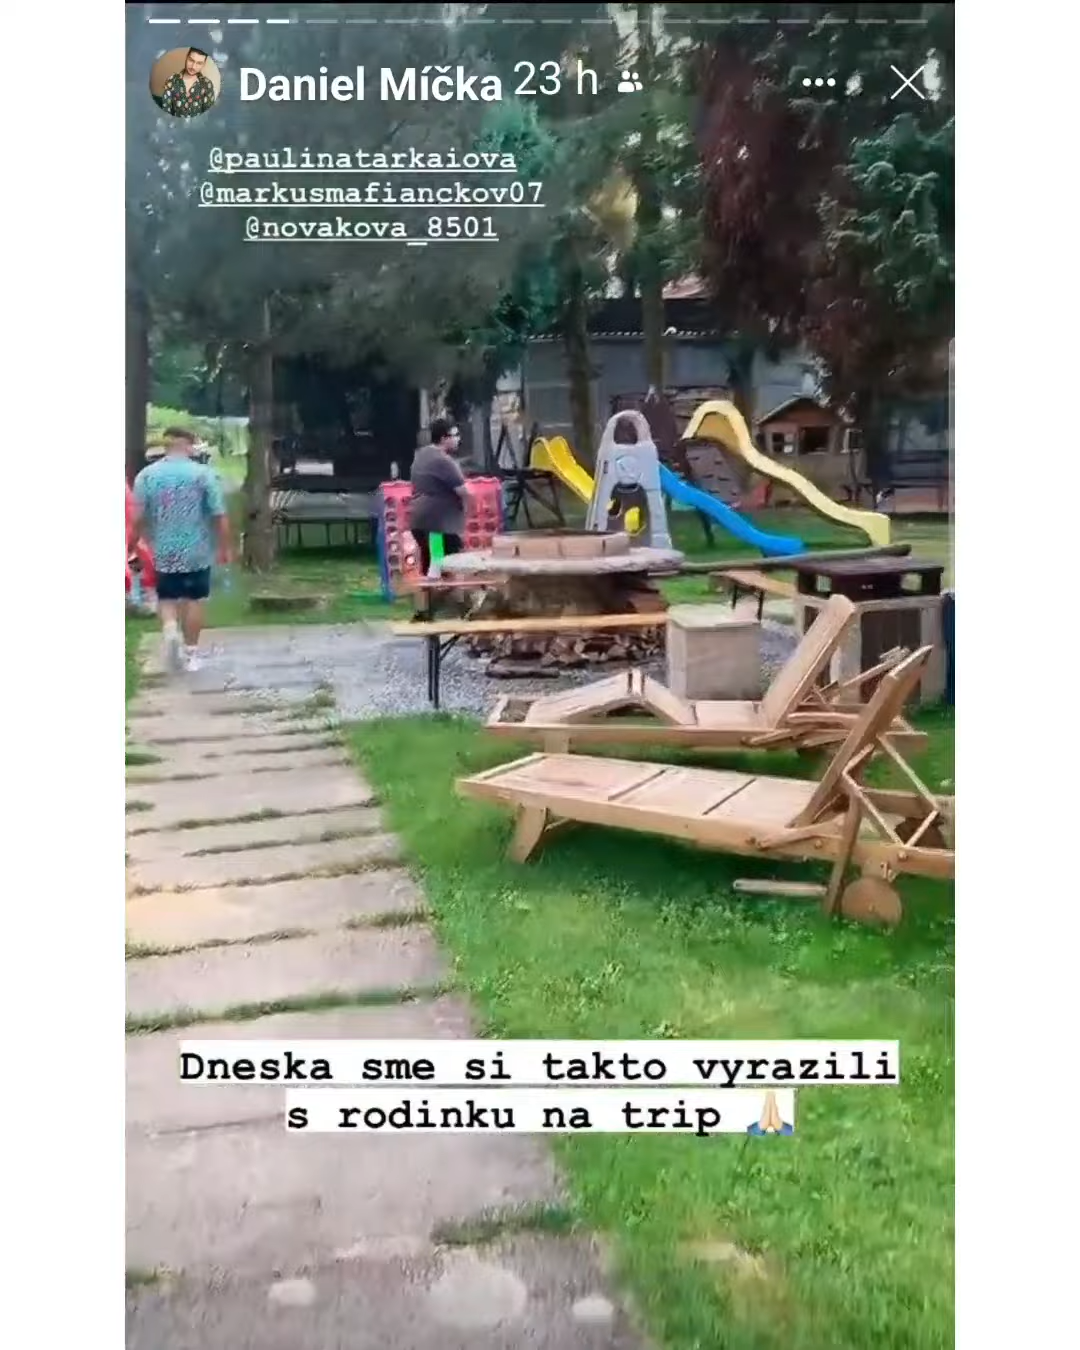 Daniel Míčka 23 h
@paulinatarkaiova
@markusmafianckov07
@novakova_8501
Dneska sme si takto vyrazili
s rodinku na trip 🙏🏻